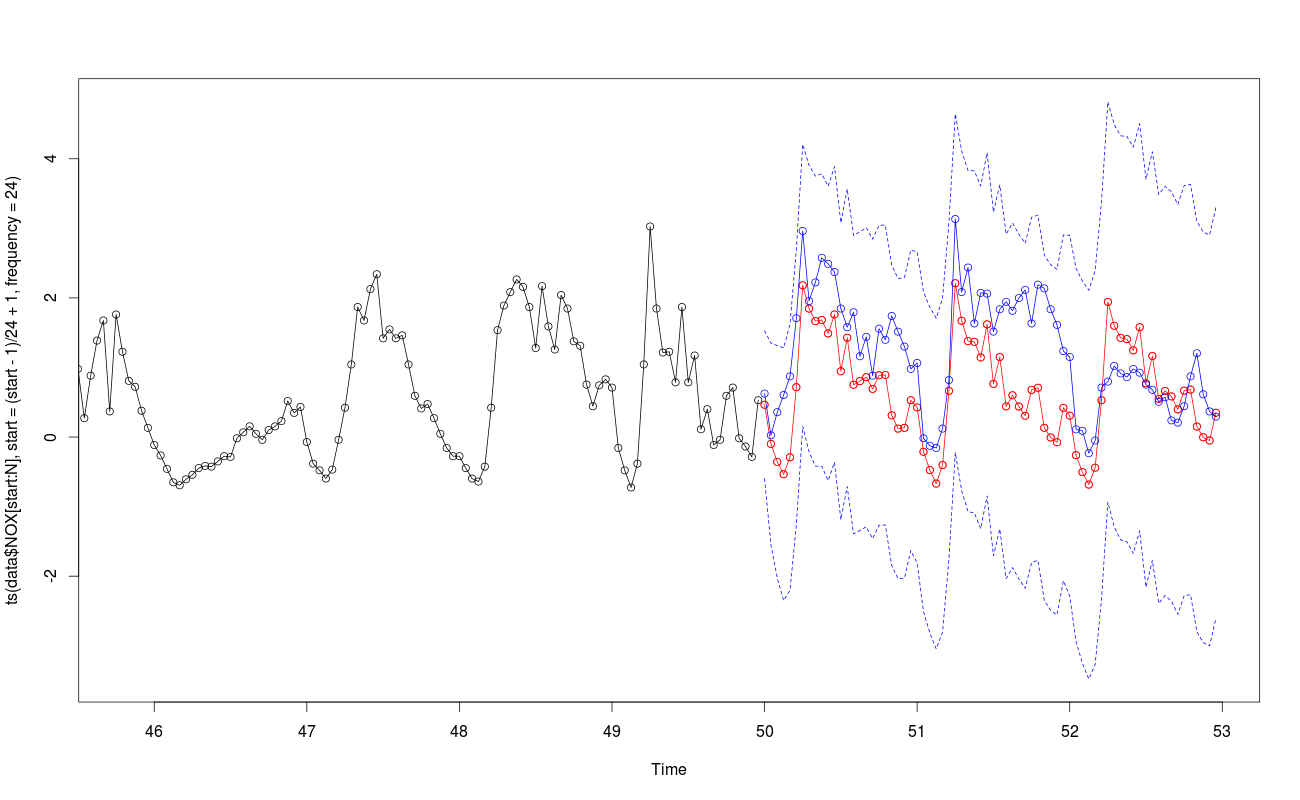 ts(data$NOX[start:N], start = (start - 1)/24 + 1, frequency = 24)
4
2
0
-2
46 47 48 49 50 51 52 53
Time